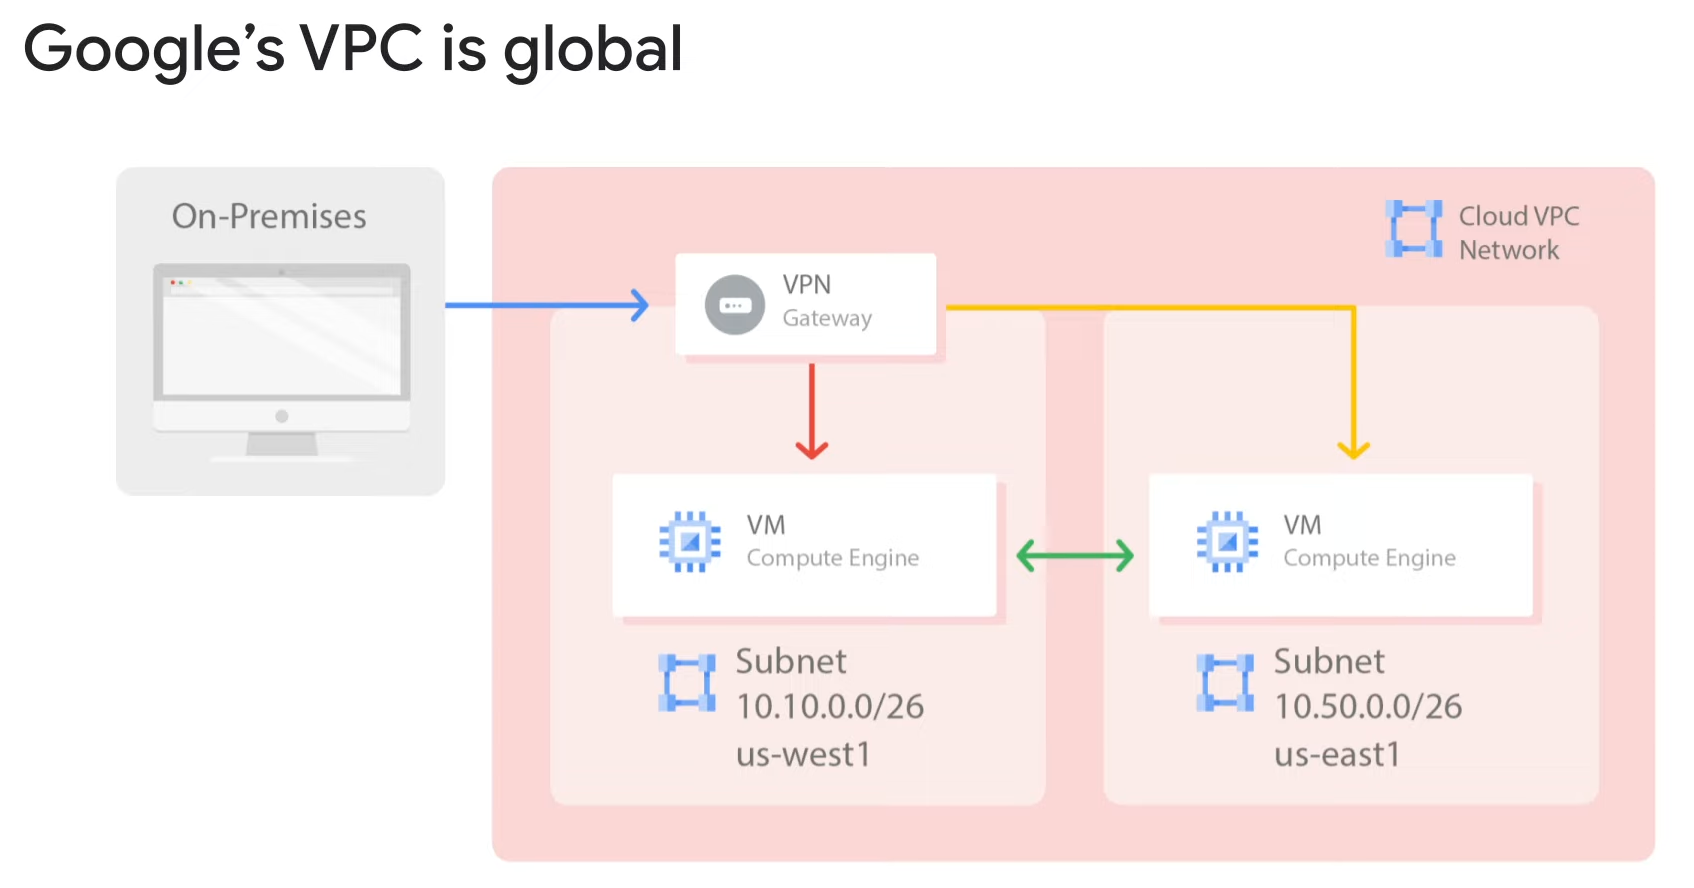 Google’s VPC is global
On-Premises
Cloud VPC
Network
VPN
Gateway
VM
Compute Engine
VM
Compute Engine
Subnet
10.10.0.0/26
us-west1
Subnet
10.50.0.0/26
us-east1